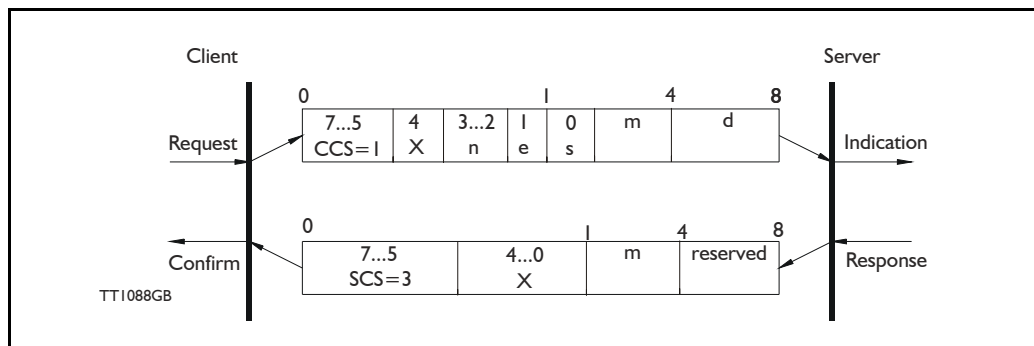 Client
Server
0 1 4 8
7...5 4 3...2 1 0 m d
CCS=1 X n e s
Request
Indication
0 1 4 8
7...5 4...0 m reserved
SCS=3 X
Confirm
Response
TT1088GB